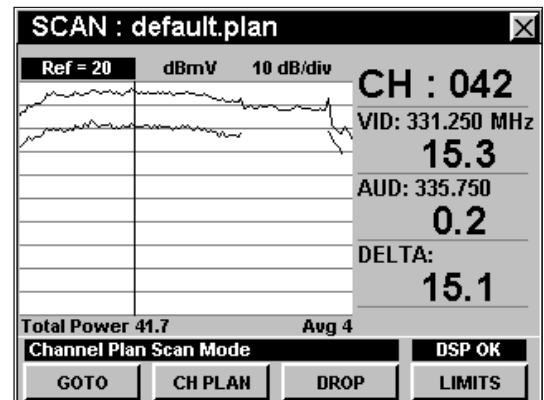 SCAN : default.plan
Ref = 20 dBmV 10 dB/div
CH : 042
VID: 331.250 MHz
15.3
AUD: 335.750
0.2
DELTA:
15.1
Total Power 41.7 Avg 4
Channel Plan Scan Mode DSP OK
GOTO CH PLAN DROP LIMITS